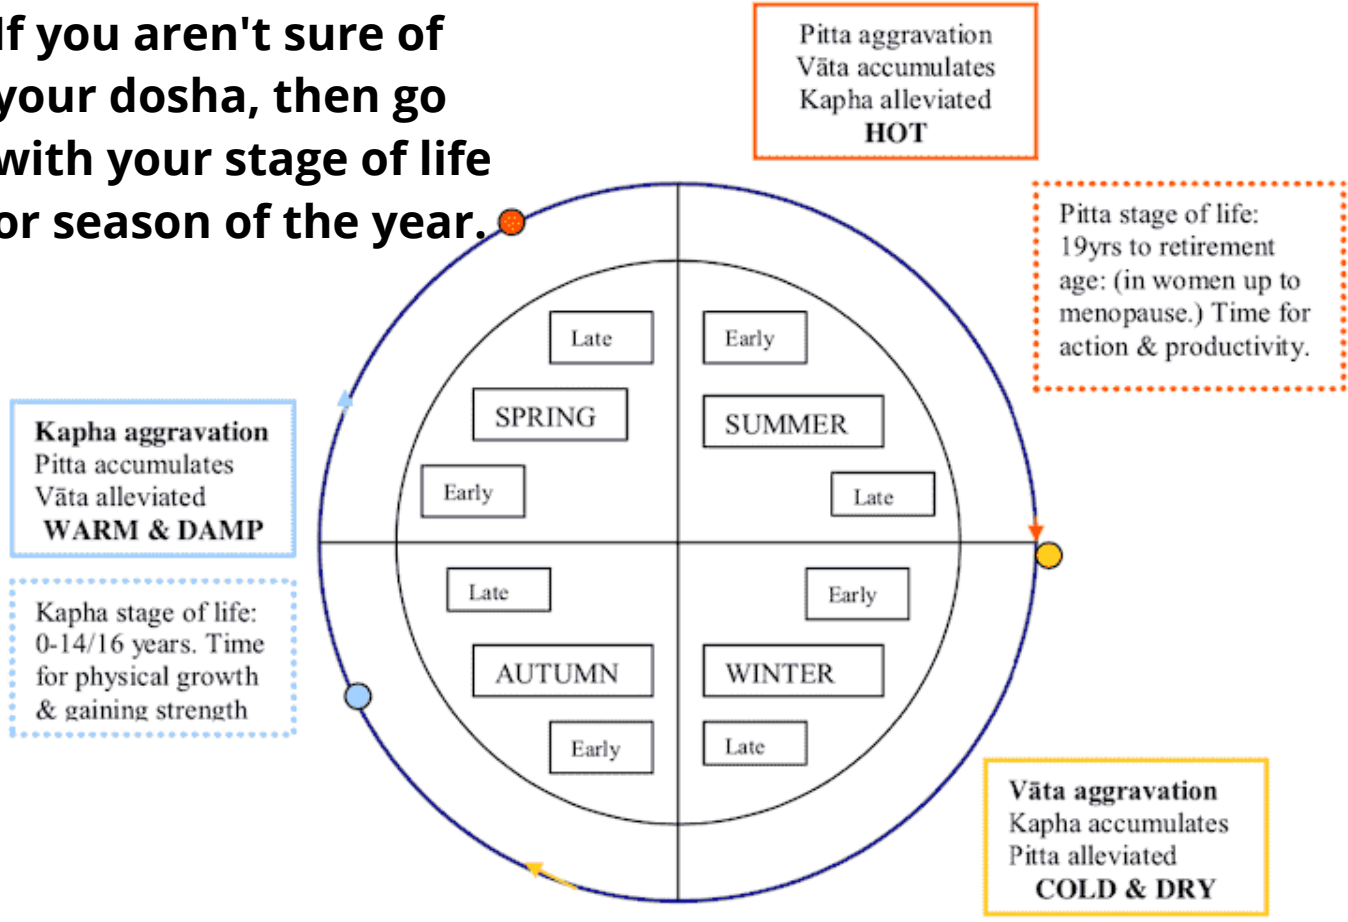 If you aren't sure of
your dosha, then go
with your stage of life
or season of the year.
Pitta aggravation
Vāta accumulates
Kapha alleviated
HOT
Pitta stage of life:
19yrs to retirement
age: (in women up to
menopause.) Time for
action & productivity.
Late
Early
SPRING
SUMMER
Early
Late
Kapha aggravation
Pitta accumulates
Vāta alleviated
WARM & DAMP
Kapha stage of life:
0-14/16 years. Time
for physical growth
& gaining strength
Late
Early
AUTUMN
WINTER
Early
Late
Vāta aggravation
Kapha accumulates
Pitta alleviated
COLD & DRY